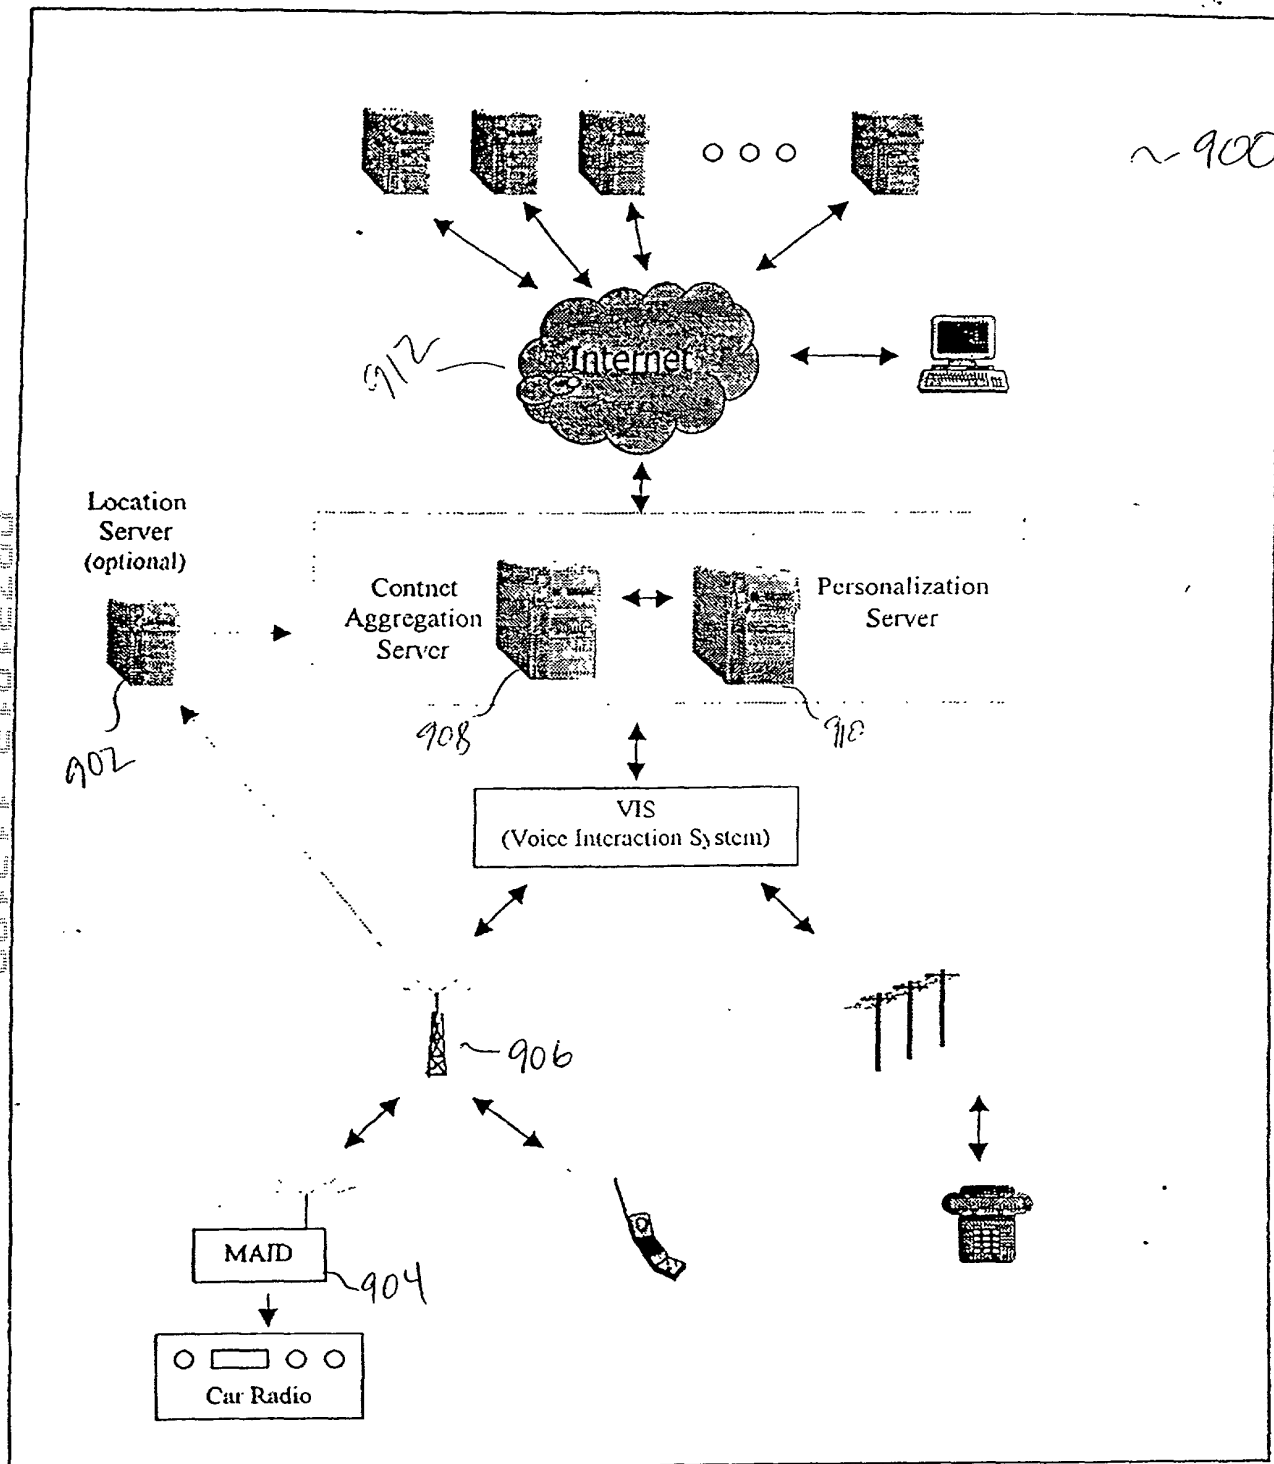 ~900
Internet
912
Location
Server
(optional)
Contnet
Aggregation
Server
Personalization
Server
902
908
910
VIS
(Voice Interaction System)
906
MAID
904
Car Radio